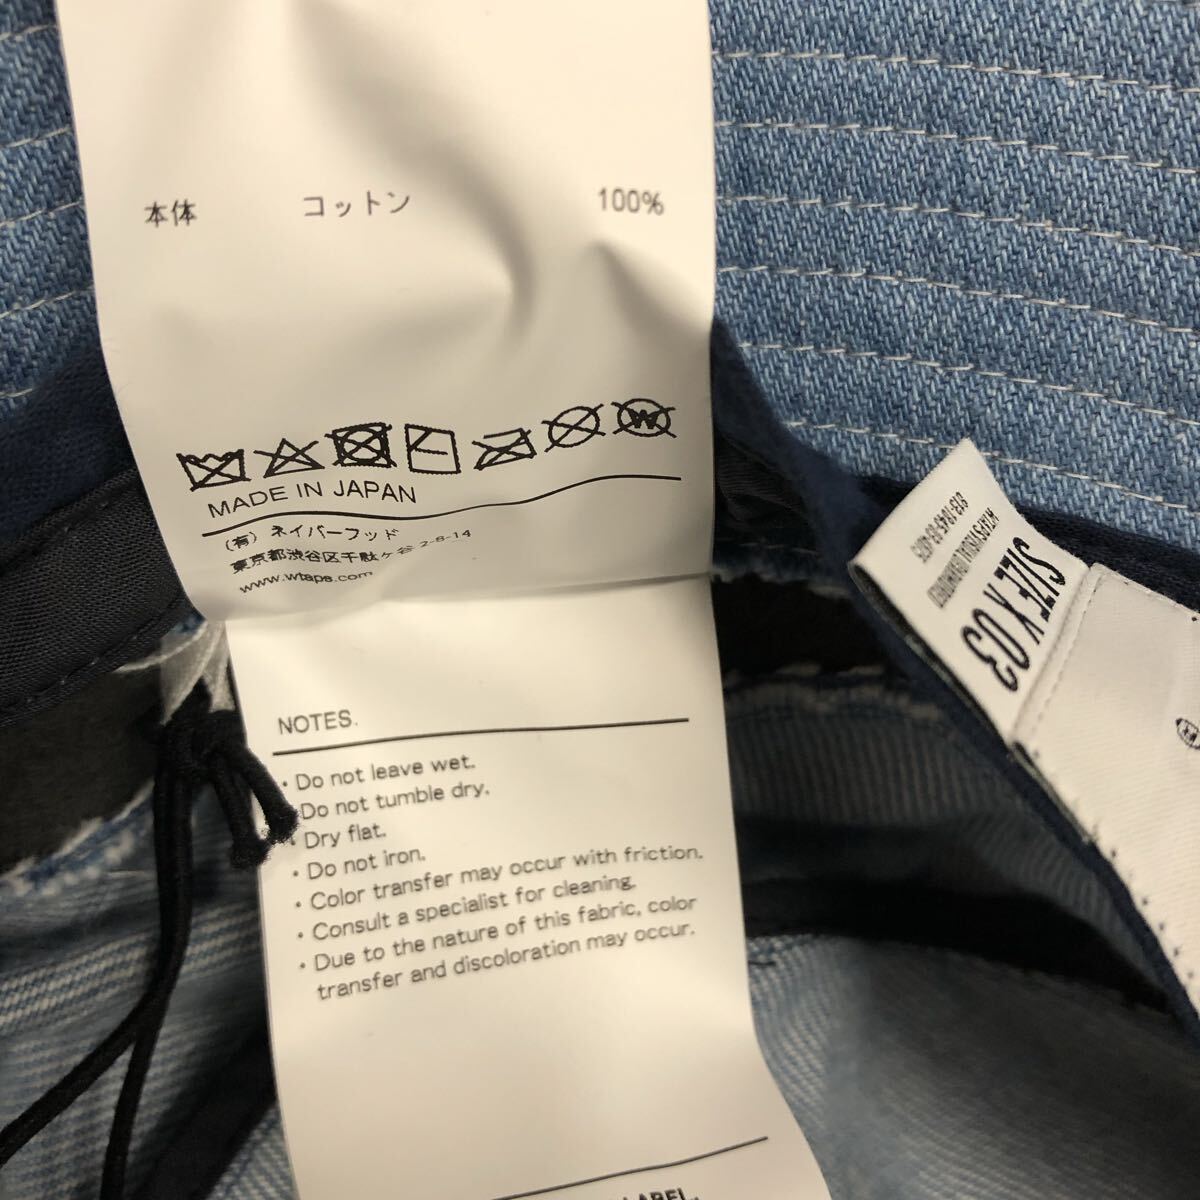 本体 コットン 100%
MADE IN JAPAN
(有) ネイバーフッド
東京都渋谷区千駄ヶ谷2-8-14
www.wtaps.com
NOTES.
・Do not leave wet.
・Do not tumble dry.
・Dry flat.
・Do not iron.
・Color transfer may occur with friction.
・Consult a specialist for cleaning.
・Due to the nature of this fabric, color
transfer and discoloration may occur.
LABEL.
SIZE X 03